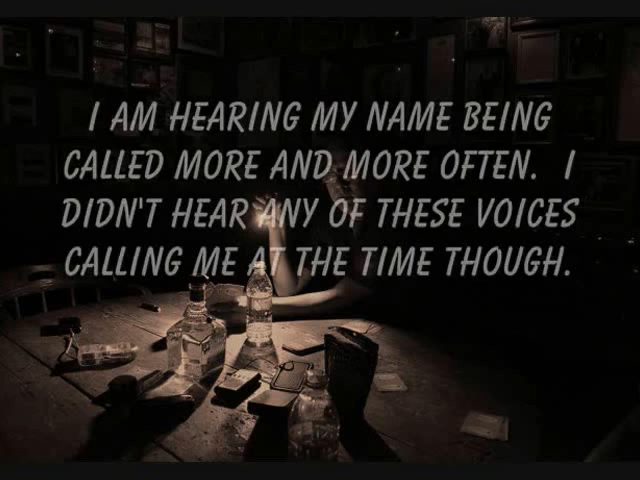 I AM HEARING MY NAME BEING
CALLED MORE AND MORE OFTEN. I
DIDN'T HEAR ANY OF THESE VOICES
CALLING ME AT THE TIME THOUGH.